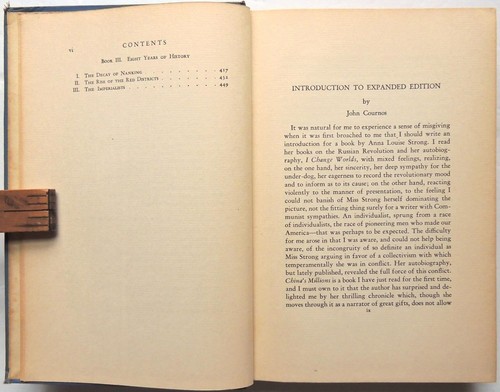 vi
CONTENTS
Book III. Eight Years of History
I. The Decay of Nanking - - - - - - - 417
II. The Rise of the Red Districts - - - - - 432
III. The Imperialists - - - - - - - - 449
INTRODUCTION TO EXPANDED EDITION
by
John Cournos
It was natural for me to experience a sense of misgiving
when it was first broached to me that I should write an
introduction for a book by Anna Louise Strong. I read
her books on the Russian Revolution and her autobiog-
raphy, I Change Worlds, with mixed feelings, realizing,
on the one hand, her sincerity, her deep sympathy for the
under-dog, her eagerness to record the revolutionary mood
and to inform as to its cause; on the other hand, reacting
violently to the manner of presentation, to the feeling I
could not banish of Miss Strong herself dominating the
picture, not the fitting thing surely for a writer with Com-
munist sympathies. An individualist, sprung from a race
of individualists, the race of pioneering men who made our
America—that was perhaps to be expected. The difficulty
for me arose in that I was aware, and could not help being
aware, of the incongruity of so definite an individual as
Miss Strong arguing in favor of a collectivism with which
temperamentally she was in conflict. Her autobiography,
but lately published, revealed the full force of this conflict.
China's Millions is a book I have just read for the first time,
and I must own to it that the author has surprised and de-
lighted me by her thrilling chronicle which, though she
moves through it as a narrator of great gifts, does not allow
ix